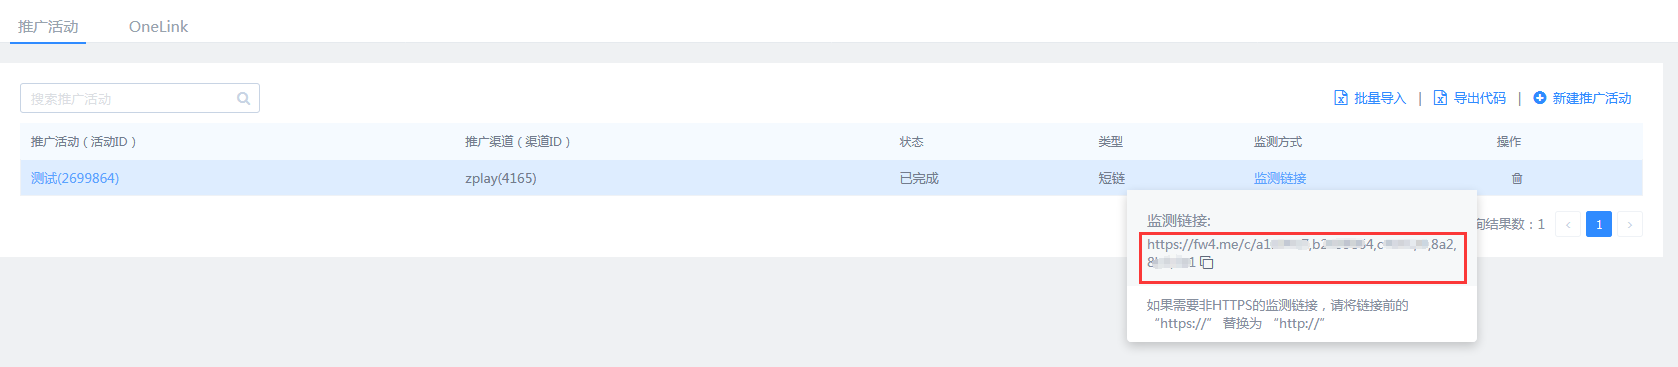 推广活动 OneLink
搜索推广活动 批量导入 | 导出代码 | 新建推广活动
推广活动（活动ID） 推广渠道（渠道ID） 状态 类型 监测方式 操作
测试(2699864) zplay(4165) 已完成 短链 监测链接
询结果数：1 < 1 >
监测链接:
https://fw4.me/c/a1 ,b2 64,c ,8a2,
8 1
如果需要非HTTPS的监测链接，请将链接前的
“https://” 替换为 “http://”